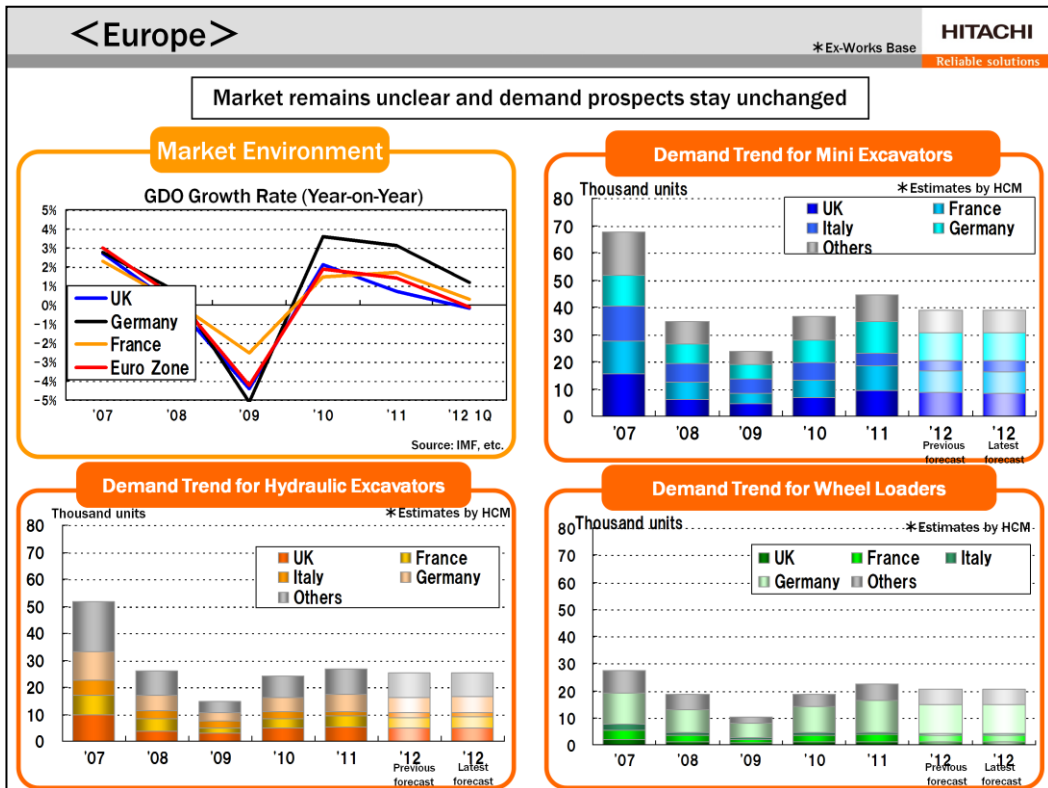 ＜Europe＞
＊Ex-Works Base
HITACHI
Reliable solutions
Market remains unclear and demand prospects stay unchanged
Market Environment
GDO Growth Rate (Year-on-Year)
5%
4%
3%
2%
1%
0%
-1%
-2%
-3%
-4%
-5%
UK
Germany
France
Euro Zone
'07 '08 '09 '10 '11 '12 1Q
Source: IMF, etc.
Demand Trend for Mini Excavators
Thousand units
＊Estimates by HCM
80
70
60
50
40
30
20
10
0
UK France
Italy Germany
Others
'07 '08 '09 '10 '11 '12 '12
Previous forecast Latest forecast
Demand Trend for Hydraulic Excavators
Thousand units
＊Estimates by HCM
80
70
60
50
40
30
20
10
0
UK France
Italy Germany
Others
'07 '08 '09 '10 '11 '12 '12
Previous forecast Latest forecast
Demand Trend for Wheel Loaders
Thousand units
＊Estimates by HCM
80
70
60
50
40
30
20
10
0
UK France Italy
Germany Others
'07 '08 '09 '10 '11 '12 '12
Previous forecast Latest forecast